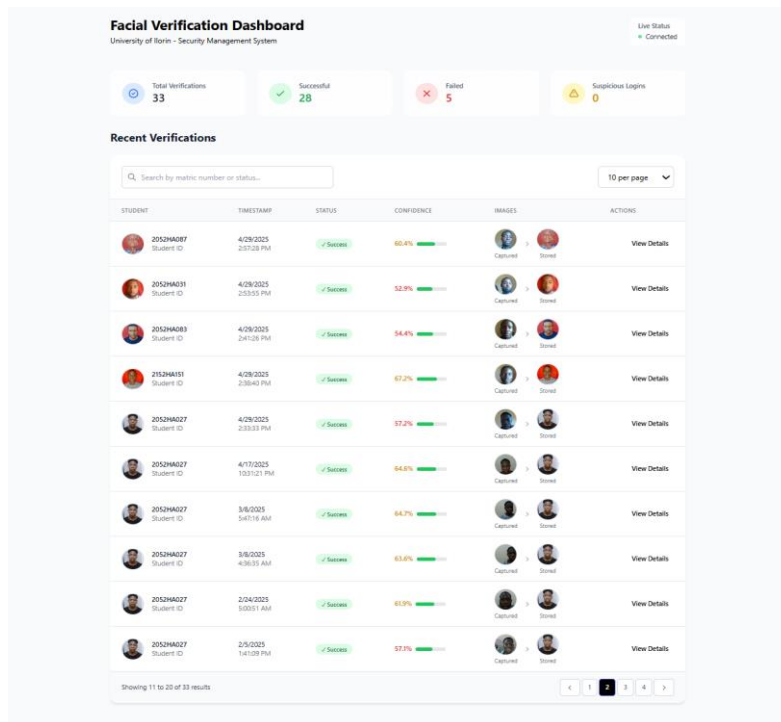 Facial Verification Dashboard
University of Ilorin - Security Management System
Live Status
Connected
Total Verifications
33
Successful
28
Failed
5
Suspicious Logins
0
Recent Verifications
Search by matric number or status...
10 per page
STUDENT TIMESTAMP STATUS CONFIDENCE IMAGES ACTIONS
2052HA087 4/29/2025 ✓ Success 60.4% View Details
Student ID 2:57:28 PM Captured Stored
2052HA031 4/29/2025 ✓ Success 52.9% View Details
Student ID 2:53:55 PM Captured Stored
2052HA083 4/29/2025 ✓ Success 54.4% View Details
Student ID 2:41:26 PM Captured Stored
2152HA151 4/29/2025 ✓ Success 67.2% View Details
Student ID 2:38:40 PM Captured Stored
2052HA027 4/29/2025 ✓ Success 57.2% View Details
Student ID 2:33:33 PM Captured Stored
2052HA027 4/17/2025 ✓ Success 64.6% View Details
Student ID 10:31:21 PM Captured Stored
2052HA027 3/8/2025 ✓ Success 64.7% View Details
Student ID 5:47:16 AM Captured Stored
2052HA027 3/8/2025 ✓ Success 63.6% View Details
Student ID 4:36:35 AM Captured Stored
2052HA027 2/24/2025 ✓ Success 61.9% View Details
Student ID 5:00:51 AM Captured Stored
2052HA027 2/5/2025 ✓ Success 57.1% View Details
Student ID 1:41:09 PM Captured Stored
Showing 11 to 20 of 33 results
1 2 3 4